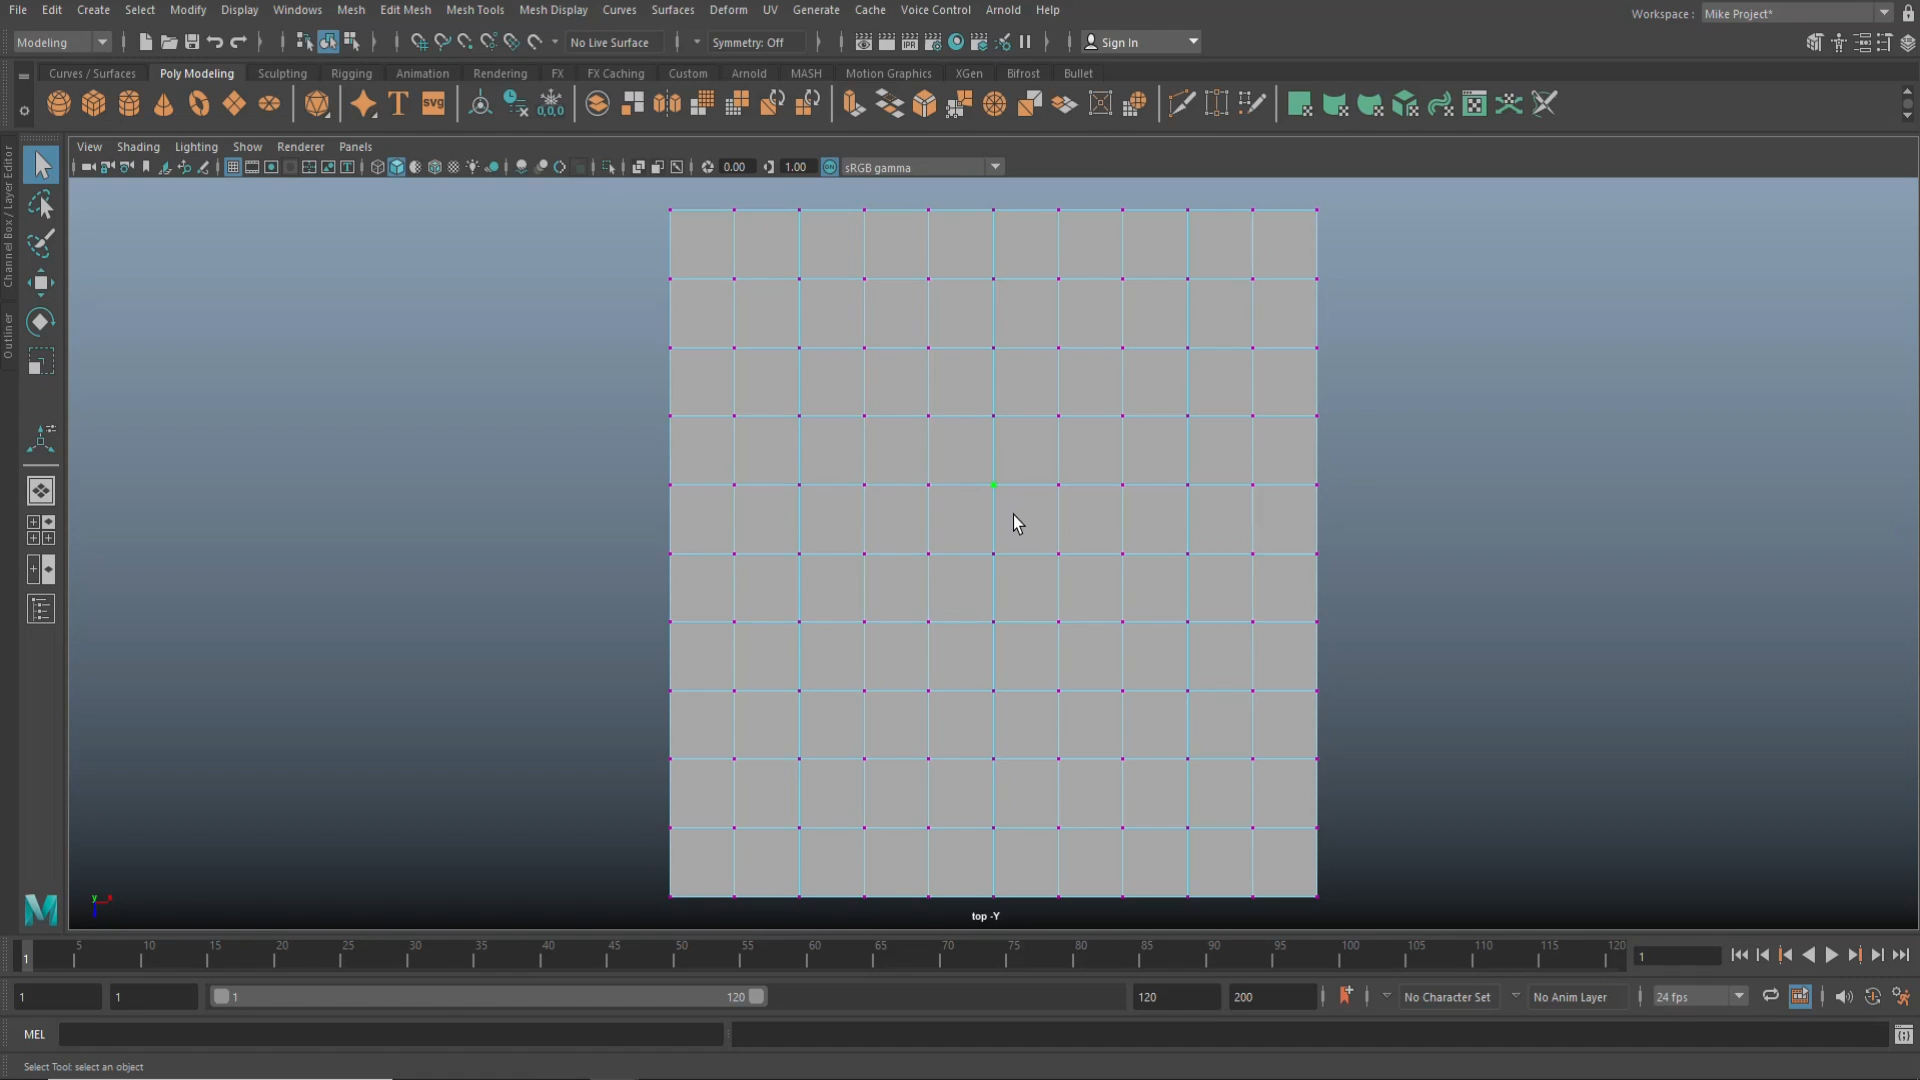 File Edit Create Select Modify Display Windows Mesh Edit Mesh Mesh Tools Mesh Display Curves Surfaces Deform UV Generate Cache Voice Control Arnold Help
Workspace : Mike Project*
Modeling No Live Surface Symmetry: Off IPR Sign In
Curves / Surfaces Poly Modeling Sculpting Rigging Animation Rendering FX FX Caching Custom Arnold MASH Motion Graphics XGen Bifrost Bullet
T SVG 0,0,0
View Shading Lighting Show Renderer Panels
0.00 1.00 ON sRGB gamma
Channel Box / Layer Editor
Outliner
y x
top -Y
M
5 10 15 20 25 30 35 40 45 50 55 60 65 70 75 80 85 90 95 100 105 110 115 120
1 1
1 1 1 120 120 200 No Character Set No Anim Layer 24 fps
MEL
Select Tool: select an object